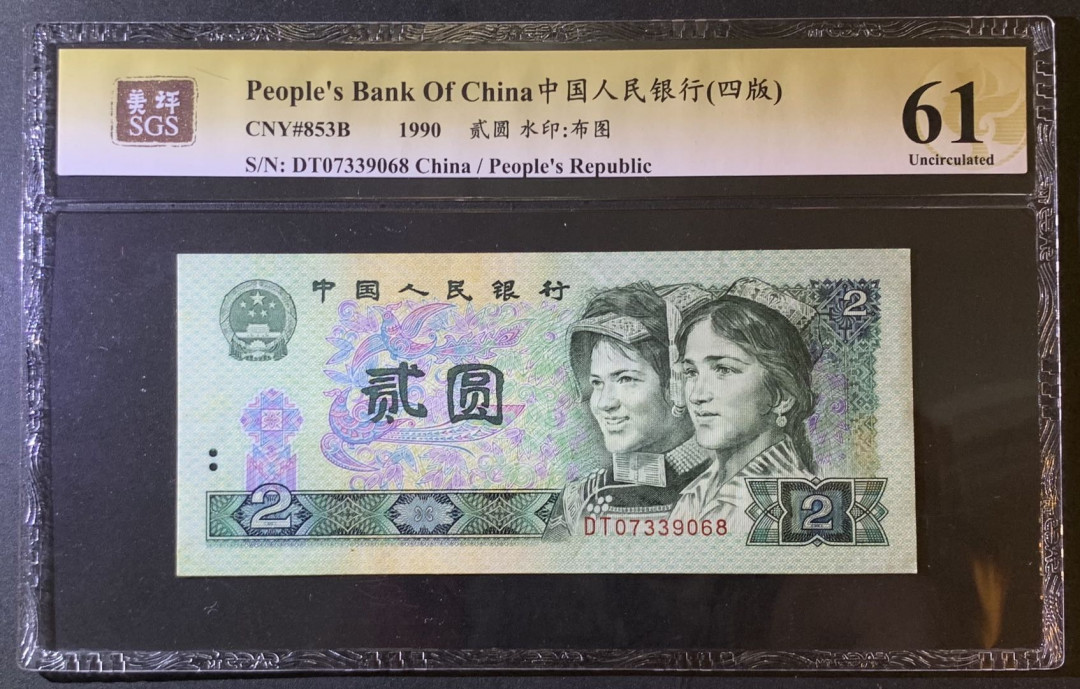 美评
SGS
People's Bank Of China中国人民银行(四版)
CNY#853B 1990 贰圆 水印:布图
S/N: DT07339068 China / People's Republic
61
Uncirculated
中国人民银行
2
贰圆
2
DT07339068
2